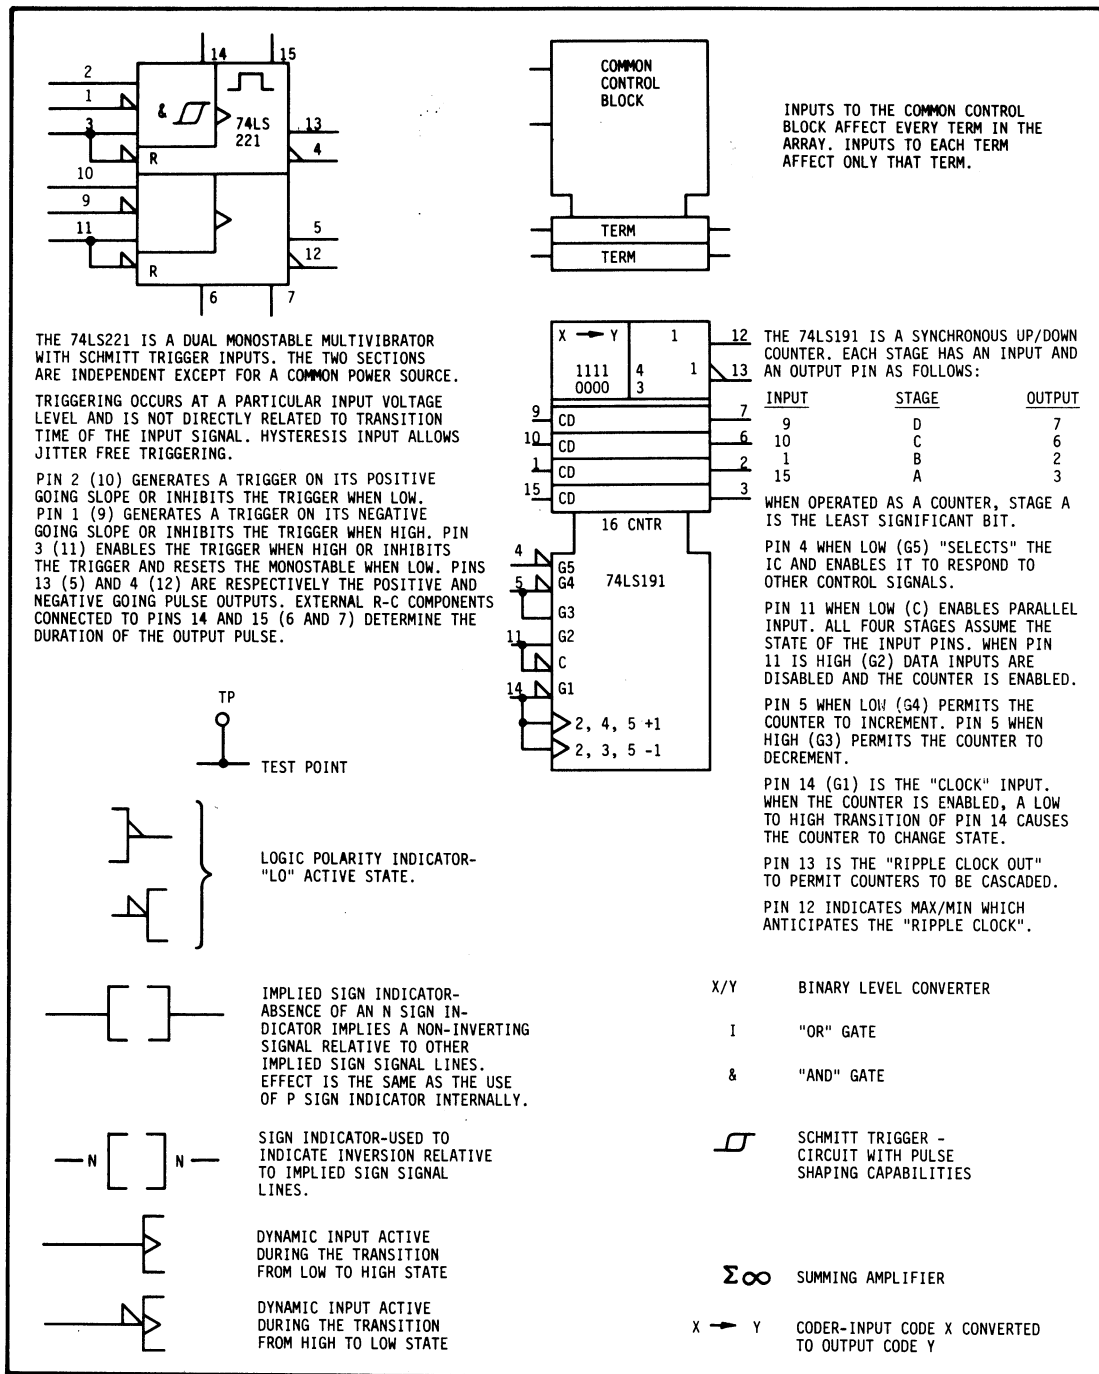 14 15
2
1
3
&
74LS
221
13
4
R
10
9
11
5
12
R
6 7
THE 74LS221 IS A DUAL MONOSTABLE MULTIVIBRATOR
WITH SCHMITT TRIGGER INPUTS. THE TWO SECTIONS
ARE INDEPENDENT EXCEPT FOR A COMMON POWER SOURCE.
TRIGGERING OCCURS AT A PARTICULAR INPUT VOLTAGE
LEVEL AND IS NOT DIRECTLY RELATED TO TRANSITION
TIME OF THE INPUT SIGNAL. HYSTERESIS INPUT ALLOWS
JITTER FREE TRIGGERING.
PIN 2 (10) GENERATES A TRIGGER ON ITS POSITIVE
GOING SLOPE OR INHIBITS THE TRIGGER WHEN LOW.
PIN 1 (9) GENERATES A TRIGGER ON ITS NEGATIVE
GOING SLOPE OR INHIBITS THE TRIGGER WHEN HIGH. PIN
3 (11) ENABLES THE TRIGGER WHEN HIGH OR INHIBITS
THE TRIGGER AND RESETS THE MONOSTABLE WHEN LOW. PINS
13 (5) AND 4 (12) ARE RESPECTIVELY THE POSITIVE AND
NEGATIVE GOING PULSE OUTPUTS. EXTERNAL R-C COMPONENTS
CONNECTED TO PINS 14 AND 15 (6 AND 7) DETERMINE THE
DURATION OF THE OUTPUT PULSE.
TP
TEST POINT
LOGIC POLARITY INDICATOR-
"LO" ACTIVE STATE.
IMPLIED SIGN INDICATOR-
ABSENCE OF AN N SIGN IN-
DICATOR IMPLIES A NON-INVERTING
SIGNAL RELATIVE TO OTHER
IMPLIED SIGN SIGNAL LINES.
EFFECT IS THE SAME AS THE USE
OF P SIGN INDICATOR INTERNALLY.
N N
SIGN INDICATOR-USED TO
INDICATE INVERSION RELATIVE
TO IMPLIED SIGN SIGNAL
LINES.
DYNAMIC INPUT ACTIVE
DURING THE TRANSITION
FROM LOW TO HIGH STATE
DYNAMIC INPUT ACTIVE
DURING THE TRANSITION
FROM HIGH TO LOW STATE
COMMON
CONTROL
BLOCK
TERM
TERM
INPUTS TO THE COMMON CONTROL
BLOCK AFFECT EVERY TERM IN THE
ARRAY. INPUTS TO EACH TERM
AFFECT ONLY THAT TERM.
X → Y 1 12
1111 4 1 13
0000 3
9 CD 7
10 CD 6
1 CD 2
15 CD 3
16 CNTR
74LS191
4 G5
5 G4
G3
11 G2
C
14 G1
2, 4, 5 +1
2, 3, 5 -1
THE 74LS191 IS A SYNCHRONOUS UP/DOWN
COUNTER. EACH STAGE HAS AN INPUT AND
AN OUTPUT PIN AS FOLLOWS:
INPUT STAGE OUTPUT
9 D 7
10 C 6
1 B 2
15 A 3
WHEN OPERATED AS A COUNTER, STAGE A
IS THE LEAST SIGNIFICANT BIT.
PIN 4 WHEN LOW (G5) "SELECTS" THE
IC AND ENABLES IT TO RESPOND TO
OTHER CONTROL SIGNALS.
PIN 11 WHEN LOW (C) ENABLES PARALLEL
INPUT. ALL FOUR STAGES ASSUME THE
STATE OF THE INPUT PINS. WHEN PIN
11 IS HIGH (G2) DATA INPUTS ARE
DISABLED AND THE COUNTER IS ENABLED.
PIN 5 WHEN LOW (G4) PERMITS THE
COUNTER TO INCREMENT. PIN 5 WHEN
HIGH (G3) PERMITS THE COUNTER TO
DECREMENT.
PIN 14 (G1) IS THE "CLOCK" INPUT.
WHEN THE COUNTER IS ENABLED, A LOW
TO HIGH TRANSITION OF PIN 14 CAUSES
THE COUNTER TO CHANGE STATE.
PIN 13 IS THE "RIPPLE CLOCK OUT"
TO PERMIT COUNTERS TO BE CASCADED.
PIN 12 INDICATES MAX/MIN WHICH
ANTICIPATES THE "RIPPLE CLOCK".
X/Y BINARY LEVEL CONVERTER
I "OR" GATE
& "AND" GATE
SCHMITT TRIGGER -
CIRCUIT WITH PULSE
SHAPING CAPABILITIES
Σ∞ SUMMING AMPLIFIER
X → Y CODER-INPUT CODE X CONVERTED
TO OUTPUT CODE Y